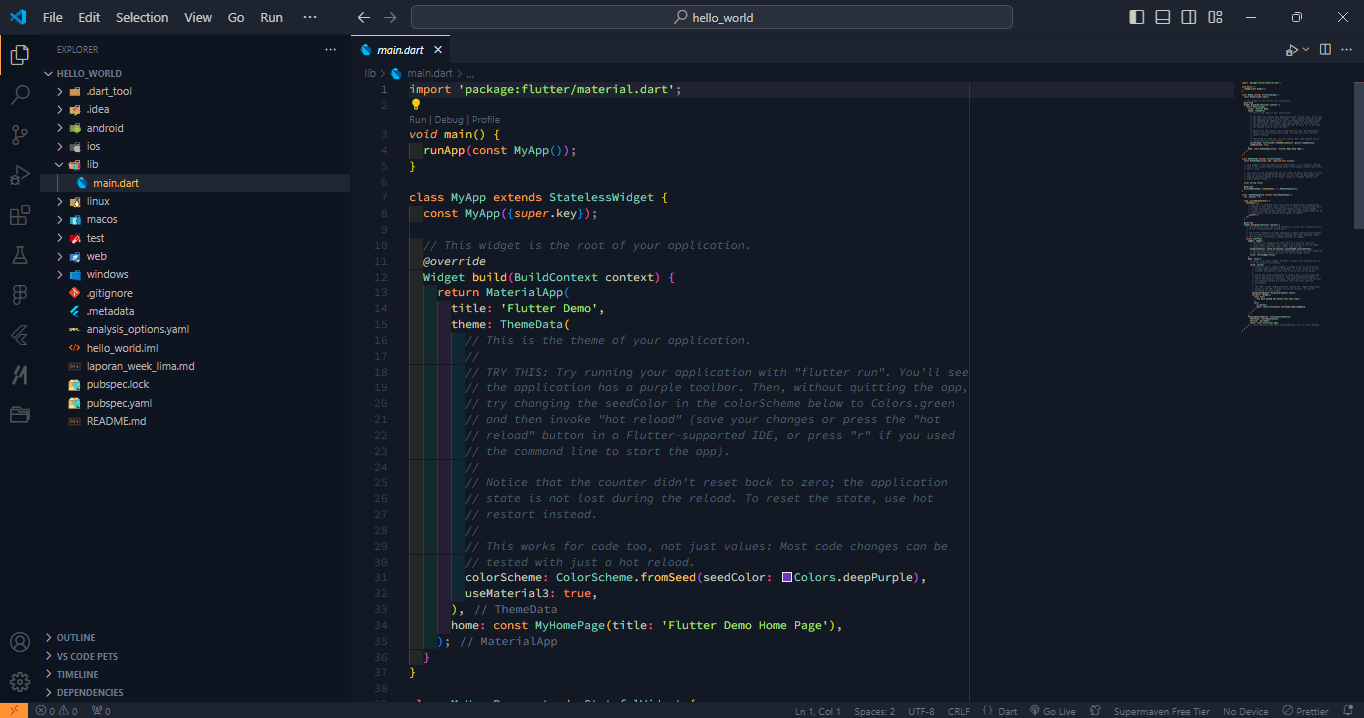 File Edit Selection View Go Run ··· hello_world
EXPLORER ···
HELLO_WORLD
.dart_tool
.idea
android
ios
lib
main.dart
linux
macos
test
web
windows
.gitignore
.metadata
analysis_options.yaml
hello_world.iml
laporan_week_lima.md
pubspec.lock
pubspec.yaml
README.md
OUTLINE
VS CODE PETS
TIMELINE
DEPENDENCIES
main.dart
lib > main.dart > ...
1 import 'package:flutter/material.dart';
2
Run | Debug | Profile
3 void main() {
4 runApp(const MyApp());
5 }
6
7 class MyApp extends StatelessWidget {
8 const MyApp({super.key});
9
10 // This widget is the root of your application.
11 @override
12 Widget build(BuildContext context) {
13 return MaterialApp(
14 title: 'Flutter Demo',
15 theme: ThemeData(
16 // This is the theme of your application.
17 //
18 // TRY THIS: Try running your application with "flutter run". You'll see
19 // the application has a purple toolbar. Then, without quitting the app,
20 // try changing the seedColor in the colorScheme below to Colors.green
21 // and then invoke "hot reload" (save your changes or press the "hot
22 // reload" button in a Flutter-supported IDE, or press "r" if you used
23 // the command line to start the app).
24 //
25 // Notice that the counter didn't reset back to zero; the application
26 // state is not lost during the reload. To reset the state, use hot
27 // restart instead.
28 //
29 // This works for code too, not just values: Most code changes can be
30 // tested with just a hot reload.
31 colorScheme: ColorScheme.fromSeed(seedColor: Colors.deepPurple),
32 useMaterial3: true,
33 ), // ThemeData
34 home: const MyHomePage(title: 'Flutter Demo Home Page'),
35 ); // MaterialApp
36 }
37 }
38
0 0 0 Ln 1, Col 1 Spaces: 2 UTF-8 CRLF {} Dart Go Live Supermaven Free Tier No Device Prettier